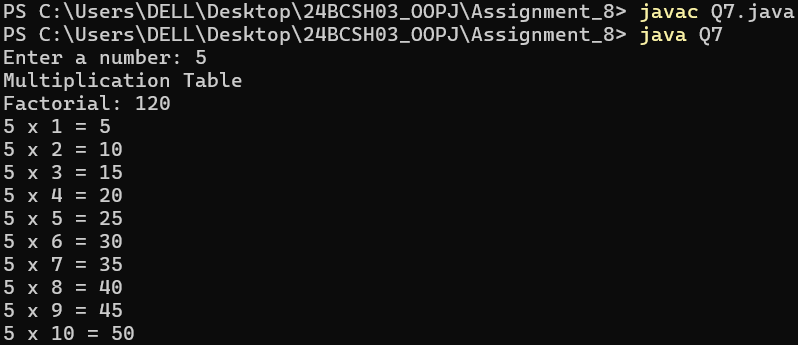 PS C:\Users\DELL\Desktop\24BCSH03_OOPJ\Assignment_8> javac Q7.java
PS C:\Users\DELL\Desktop\24BCSH03_OOPJ\Assignment_8> java Q7
Enter a number: 5
Multiplication Table
Factorial: 120
5 x 1 = 5
5 x 2 = 10
5 x 3 = 15
5 x 4 = 20
5 x 5 = 25
5 x 6 = 30
5 x 7 = 35
5 x 8 = 40
5 x 9 = 45
5 x 10 = 50